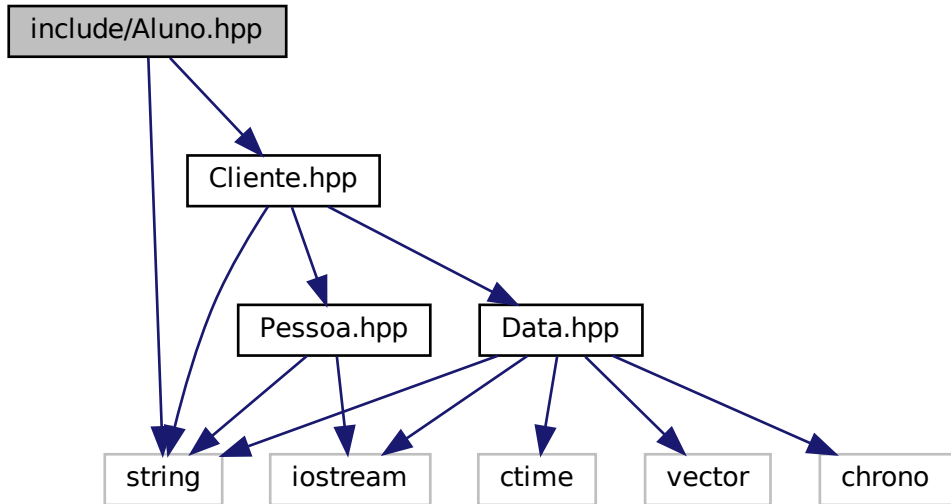 include/Aluno.hpp
Cliente.hpp
Pessoa.hpp
Data.hpp
string
iostream
ctime
vector
chrono